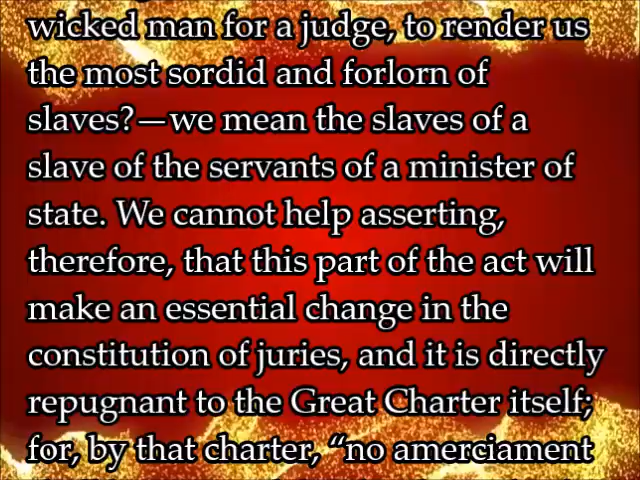 wicked man for a judge, to render us
the most sordid and forlorn of
slaves?—we mean the slaves of a
slave of the servants of a minister of
state. We cannot help asserting,
therefore, that this part of the act will
make an essential change in the
constitution of juries, and it is directly
repugnant to the Great Charter itself;
for, by that charter, “no amerciament